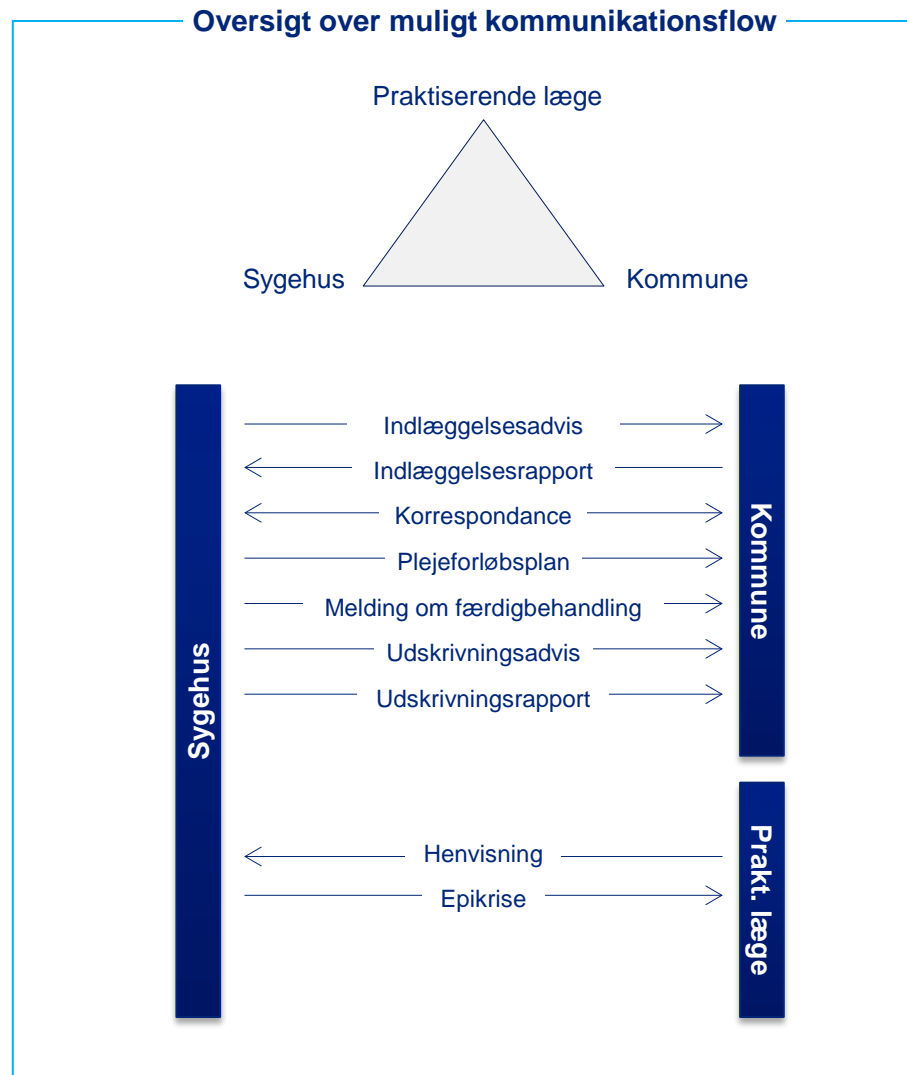 Oversigt over muligt kommunikationsflow
Praktiserende læge
Sygehus
Kommune
Sygehus
Indlæggelsesadvis
Indlæggelsesrapport
Korrespondance
Plejeforløbsplan
Melding om færdigbehandling
Udskrivningsadvis
Udskrivningsrapport
Kommune
Henvisning
Epikrise
Prakt. læge